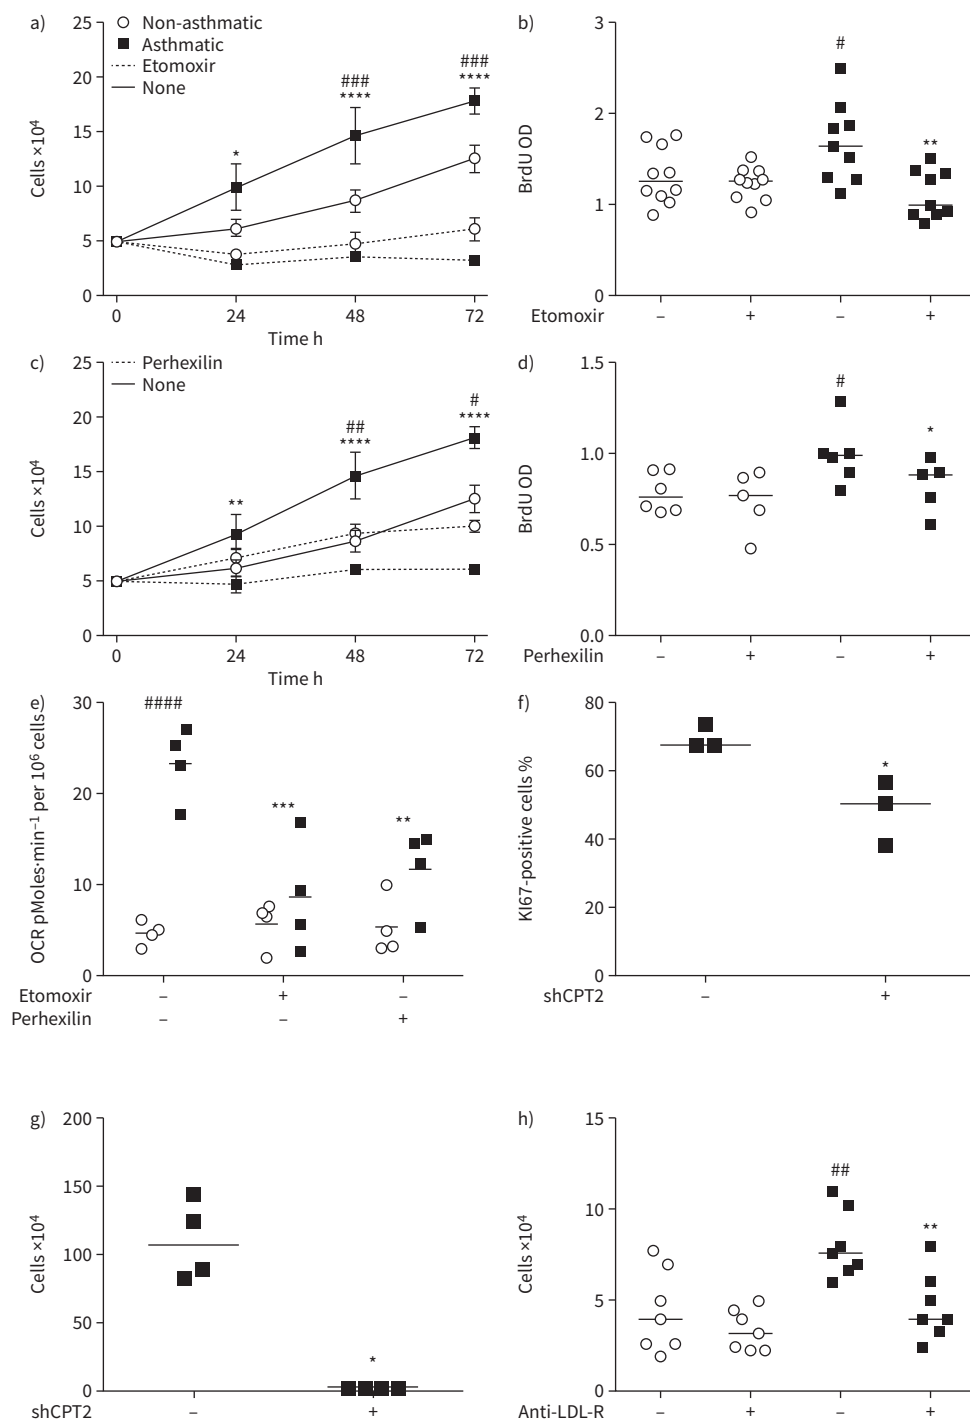 a)
25
20
15
10
5
0
Cells ×10⁴
Non-asthmatic
Asthmatic
Etomoxir
None
*
###
****
###
****
0 24 48 72
Time h
b)
3
2
1
0
BrdU OD
#
**
Etomoxir – + – +
c)
25
20
15
10
5
0
Cells ×10⁴
Perhexilin
None
**
##
****
#
****
0 24 48 72
Time h
d)
1.5
1.0
0.5
0.0
BrdU OD
#
*
Perhexilin – + – +
e)
30
20
10
0
OCR pMoles·min⁻¹ per 10⁶ cells
####
***
**
Etomoxir – + –
Perhexilin – – +
f)
80
60
40
20
0
KI67-positive cells %
*
shCPT2 – +
g)
200
150
100
50
0
Cells ×10⁴
*
shCPT2 – +
h)
15
10
5
0
Cells ×10⁴
##
**
Anti-LDL-R – + – +